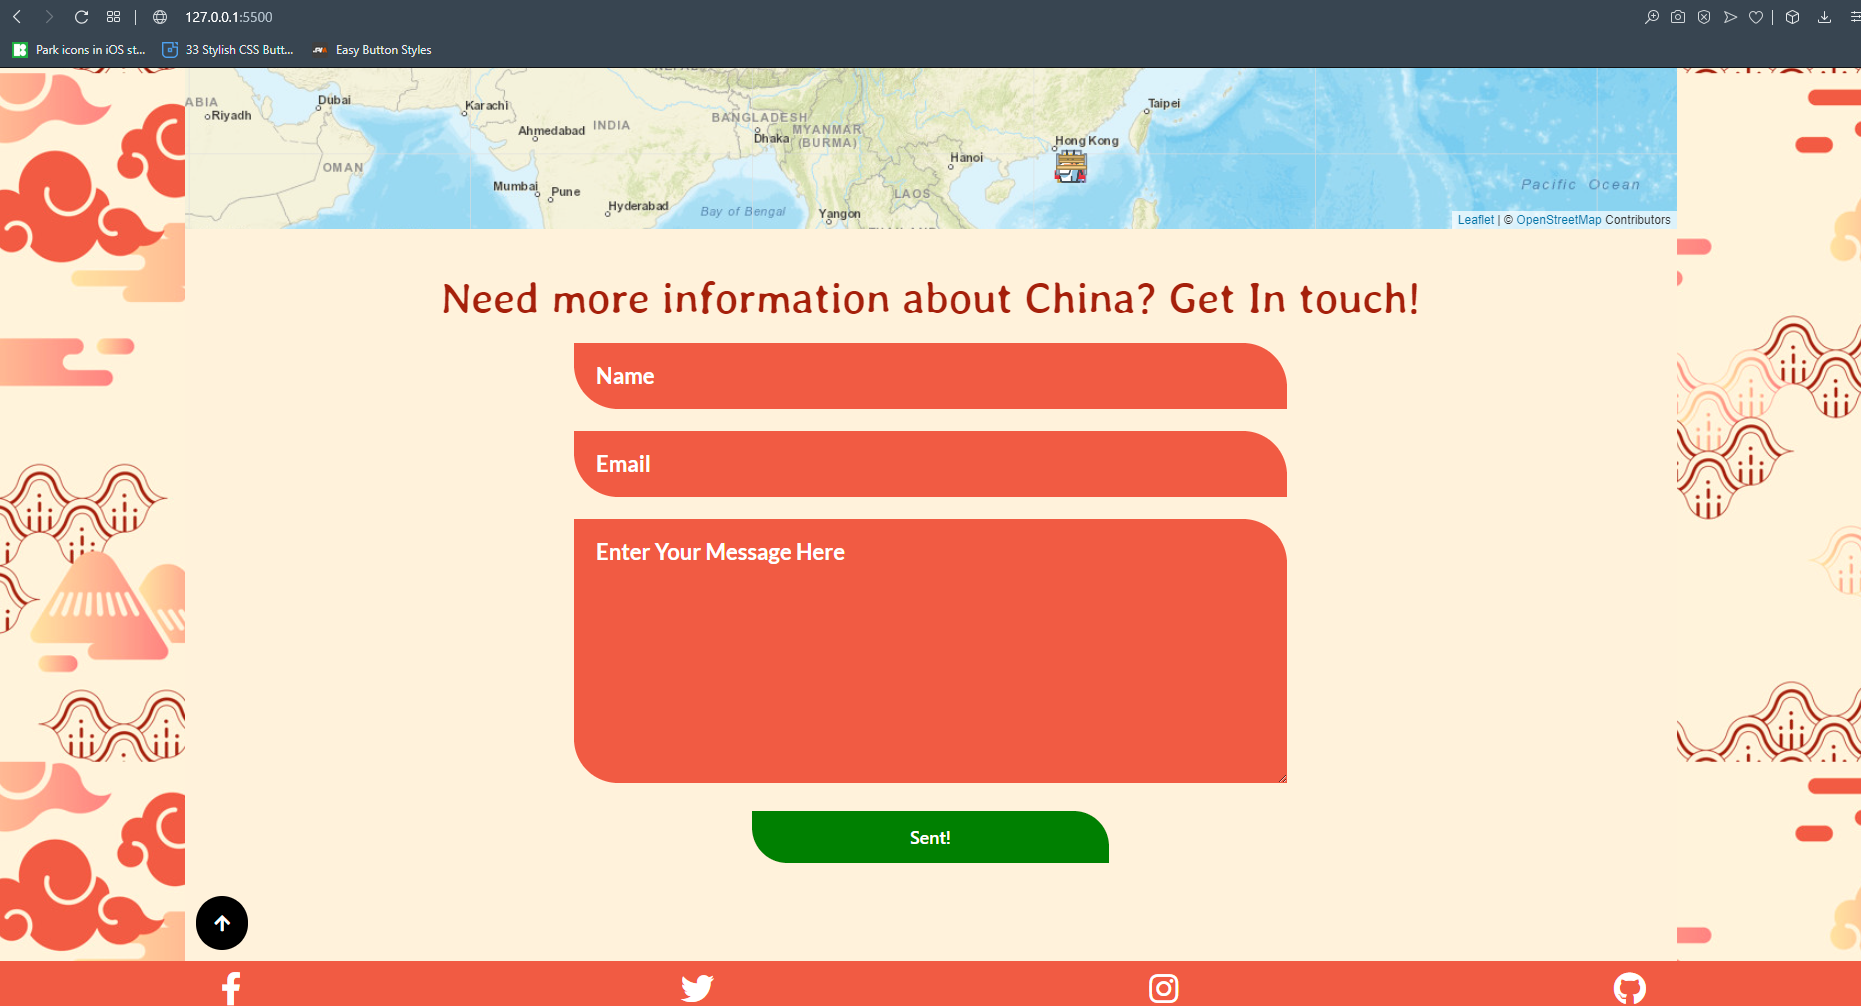 127.0.0.1:5500
Park icons in iOS st...
33 Stylish CSS Butt...
Easy Button Styles
ABIA
Riyadh
Dubai
OMAN
Karachi
Ahmedabad
INDIA
Mumbai
Pune
Hyderabad
BANGLADESH
Dhaka
MYANMAR
(BURMA)
Bay of Bengal
Yangon
LAOS
Hanoi
Hong Kong
Taipei
Pacific Ocean
Leaflet | © OpenStreetMap Contributors
Need more information about China? Get In touch!
Name
Email
Enter Your Message Here
Sent!